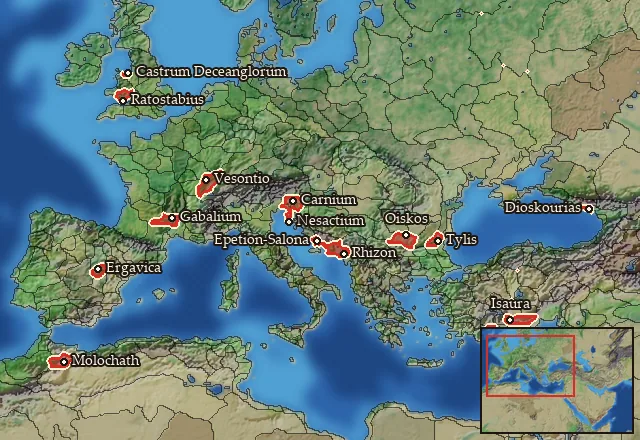 Castrum Deceanglorum
Ratostabius
Vesontio
Carnium
Dioskourias
Gabalium
Nesactium
Oiskos
Epetion-Salona
Tylis
Rhizon
Ergavica
Isaura
Molochath